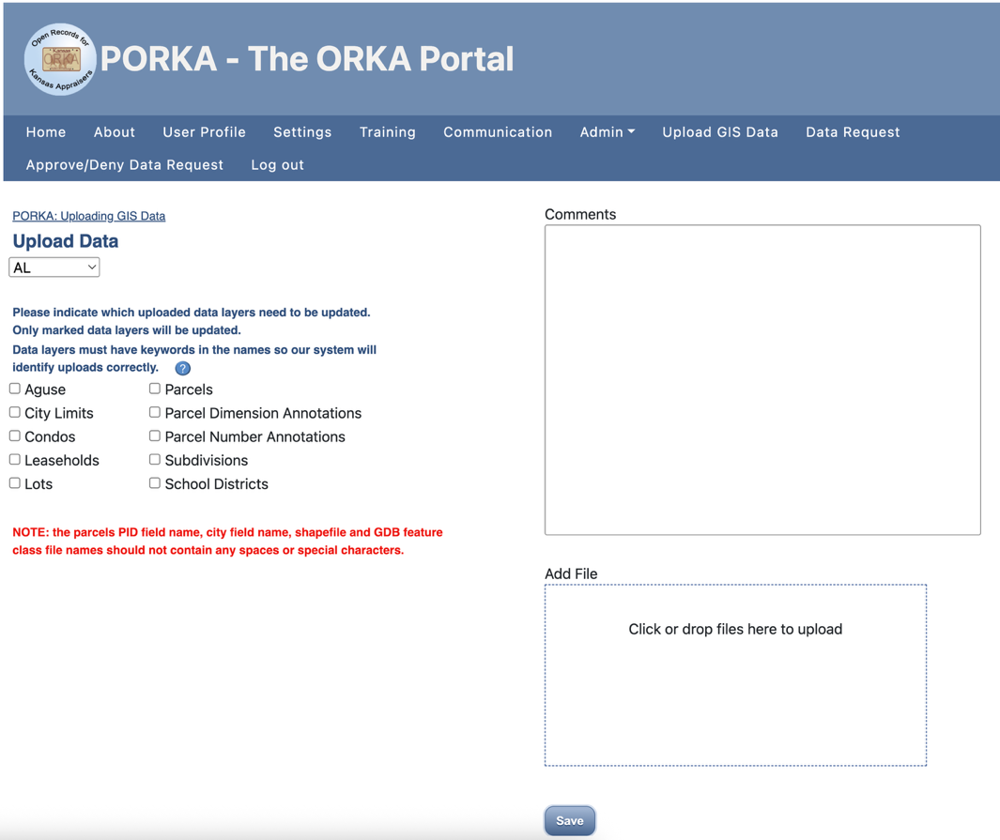 Open Records for
Kansas
ORKA
Kansas Appraisers
PORKA - The ORKA Portal
Home About User Profile Settings Training Communication Admin Upload GIS Data Data Request
Approve/Deny Data Request Log out
PORKA: Uploading GIS Data
Upload Data
AL
Please indicate which uploaded data layers need to be updated.
Only marked data layers will be updated.
Data layers must have keywords in the names so our system will
identify uploads correctly. ?
Aguse Parcels
City Limits Parcel Dimension Annotations
Condos Parcel Number Annotations
Leaseholds Subdivisions
Lots School Districts
NOTE: the parcels PID field name, city field name, shapefile and GDB feature
class file names should not contain any spaces or special characters.
Comments
Add File
Click or drop files here to upload
Save